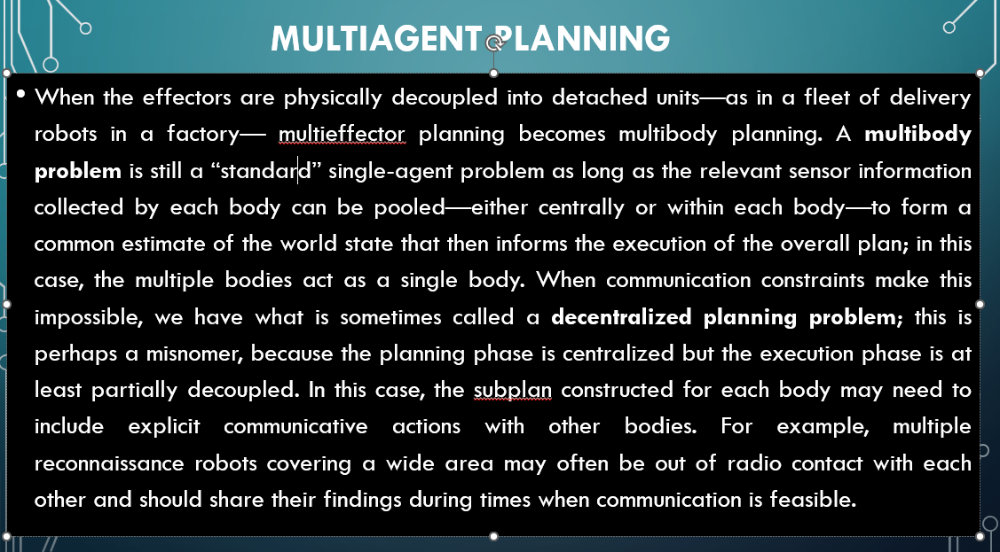 MULTIAGENT PLANNING
• When the effectors are physically decoupled into detached units—as in a fleet of delivery
robots in a factory— multieffector planning becomes multibody planning. A multibody
problem is still a “standard” single-agent problem as long as the relevant sensor information
collected by each body can be pooled—either centrally or within each body—to form a
common estimate of the world state that then informs the execution of the overall plan; in this
case, the multiple bodies act as a single body. When communication constraints make this
impossible, we have what is sometimes called a decentralized planning problem; this is
perhaps a misnomer, because the planning phase is centralized but the execution phase is at
least partially decoupled. In this case, the subplan constructed for each body may need to
include explicit communicative actions with other bodies. For example, multiple
reconnaissance robots covering a wide area may often be out of radio contact with each
other and should share their findings during times when communication is feasible.